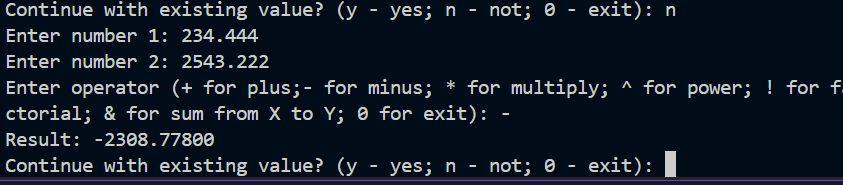 Continue with existing value? (y - yes; n - not; 0 - exit): n
Enter number 1: 234.444
Enter number 2: 2543.222
Enter operator (+ for plus;- for minus; * for multiply; ^ for power; ! for fa
ctorial; & for sum from X to Y; 0 for exit): -
Result: -2308.77800
Continue with existing value? (y - yes; n - not; 0 - exit):